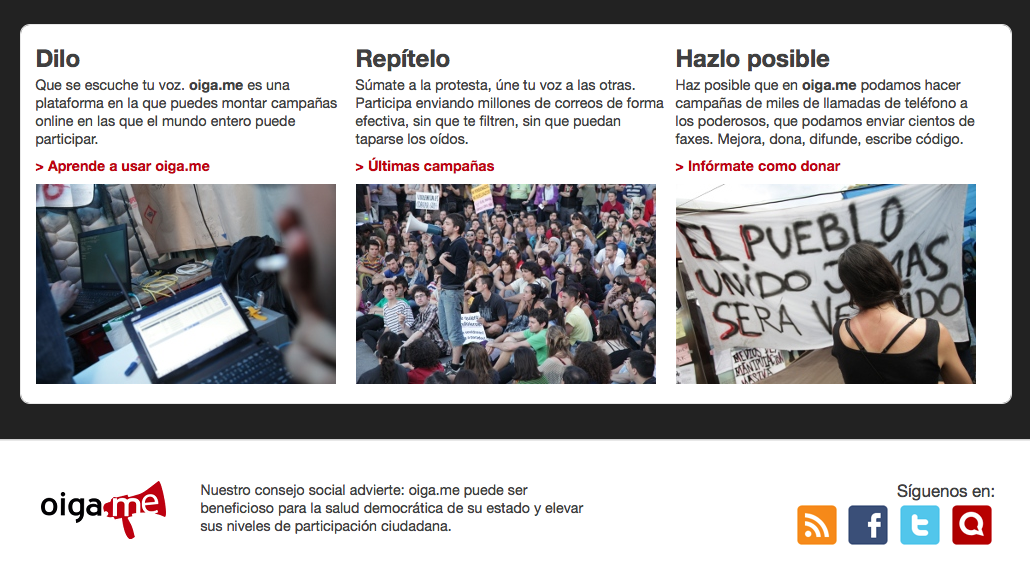 Dilo
Que se escuche tu voz. oiga.me es una
plataforma en la que puedes montar campañas
online en las que el mundo entero puede
participar.
> Aprende a usar oiga.me
Repítelo
Súmate a la protesta, úne tu voz a las otras.
Participa enviando millones de correos de forma
efectiva, sin que te filtren, sin que puedan
taparse los oídos.
> Últimas campañas
Hazlo posible
Haz posible que en oiga.me podamos hacer
campañas de miles de llamadas de teléfono a
los poderosos, que podamos enviar cientos de
faxes. Mejora, dona, difunde, escribe código.
> Infórmate como donar
EL PUEBLO
UNIDO JAMAS
SERA
MANIPULACION
MASIVA
oiga.me
Nuestro consejo social advierte: oiga.me puede ser
beneficioso para la salud democrática de su estado y elevar
sus niveles de participación ciudadana.
Síguenos en: